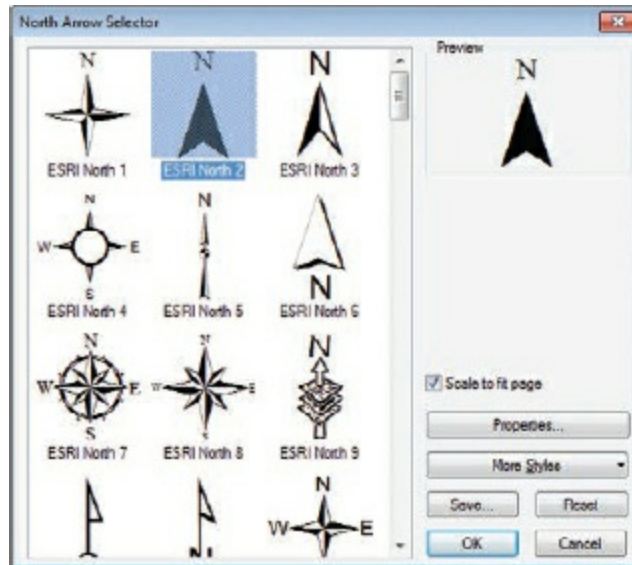 North Arrow Selector
N N N
ESRI North 1 ESRI North 2 ESRI North 3
N
W E
S
N
N
ESRI North 4 ESRI North 5 ESRI North 6
N
W E
S
N
W E
S
N
ESRI North 7 ESRI North 8 ESRI North 9
N
W E
Preview
N
Scale to fit page
Properties...
More Styles
Save... Reset
OK Cancel